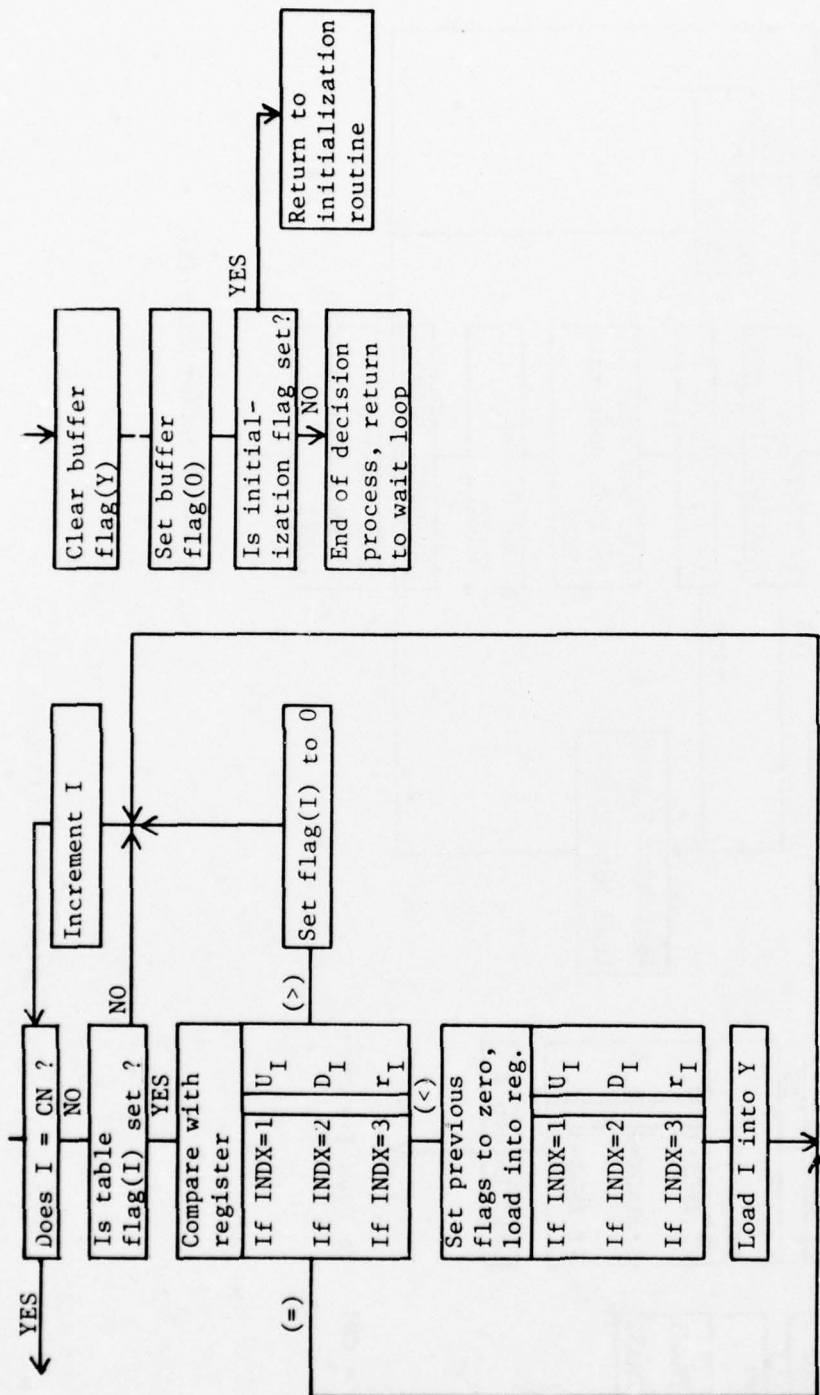 YES
Does I = CN ?
NO
Increment I
Is table
flag(I) set ?
NO
YES
Compare with
register
If INDX=1 U_I
If INDX=2 D_I
If INDX=3 r_I
(=)
(>)
Set flag(I) to 0
(<)
Set previous
flags to zero,
load into reg.
If INDX=1 U_I
If INDX=2 D_I
If INDX=3 r_I
Load I into Y
Clear buffer
flag(Y)
Set buffer
flag(0)
Is initial-
ization flag set?
YES
NO
Return to
initialization
routine
End of decision
process, return
to wait loop